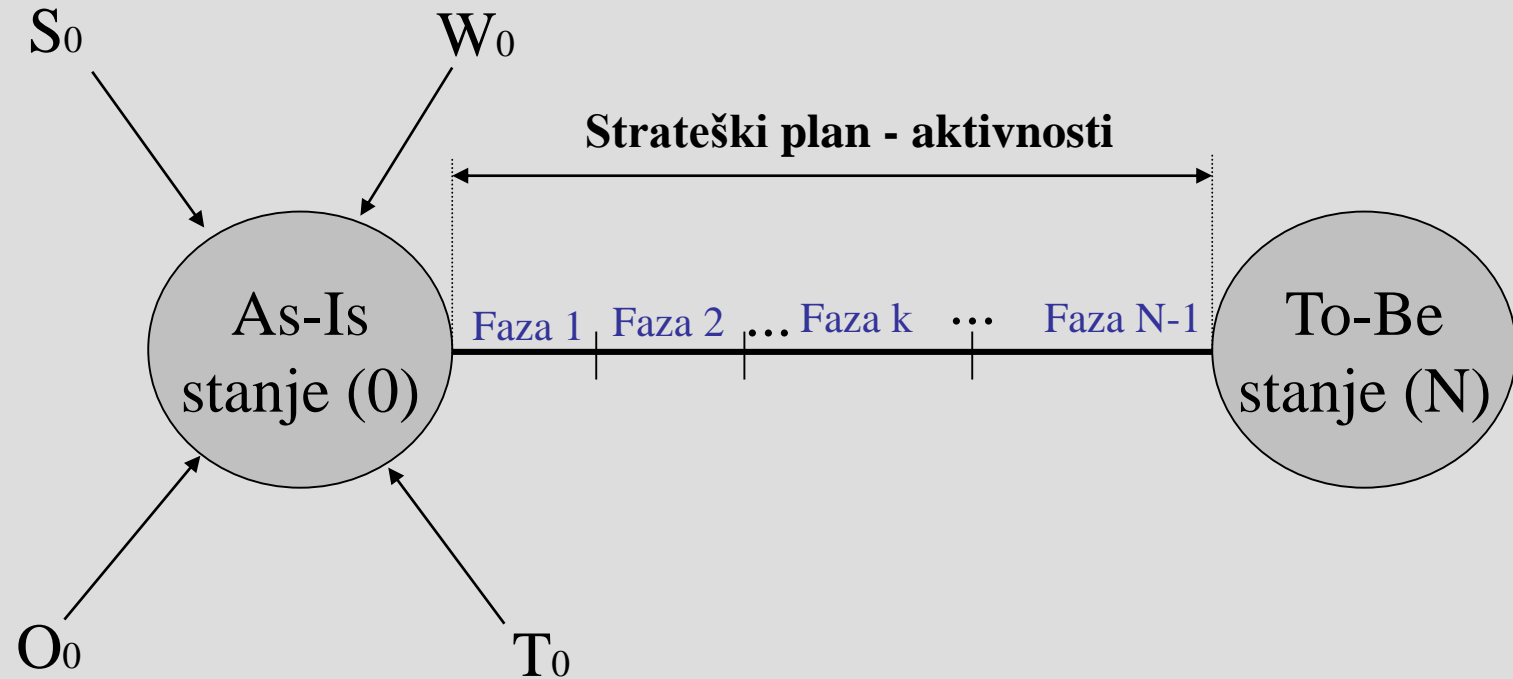 S0
W0
Strateški plan - aktivnosti
As-Is
stanje (0)
Faza 1
Faza 2
...
Faza k
...
Faza N-1
To-Be
stanje (N)
O0
T0